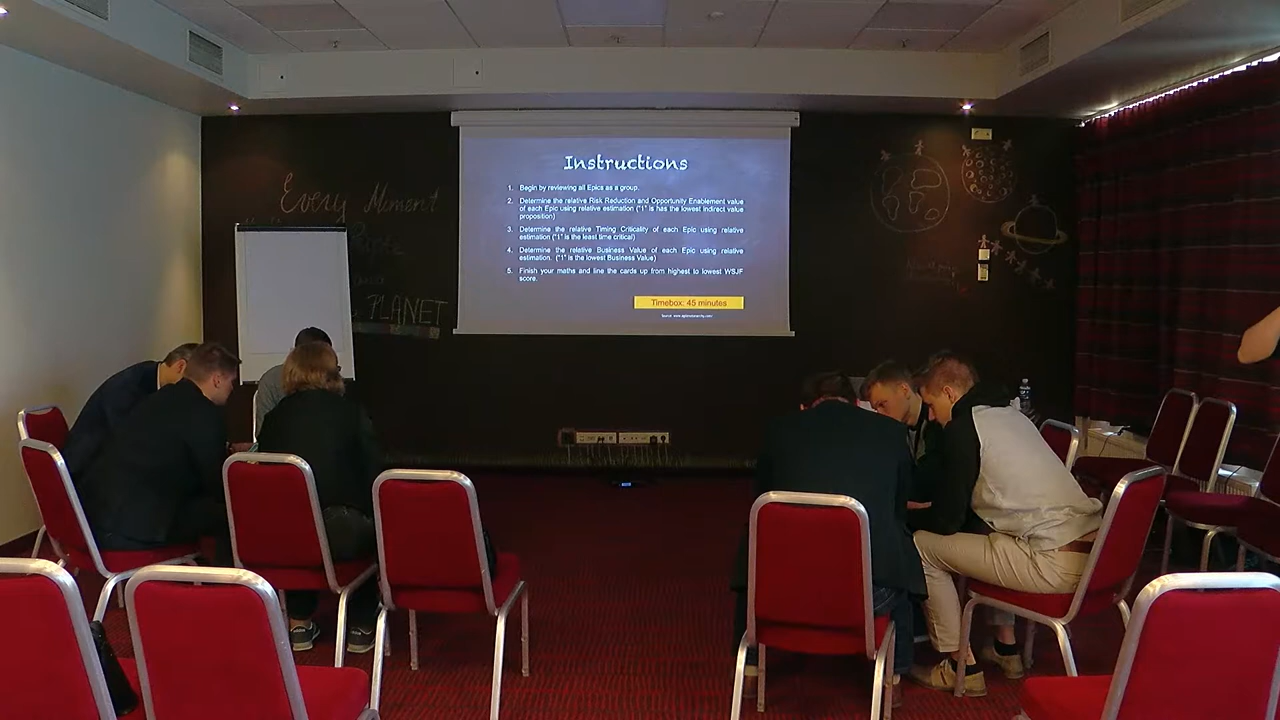 Instructions
1. Begin by reviewing all Epics as a group.
2. Determine the relative Risk Reduction and Opportunity Enablement value
of each Epic using relative estimation ("1" is has the lowest indirect value
proposition)
3. Determine the relative Timing Criticality of each Epic using relative
estimation ("1" is the least time critical)
4. Determine the relative Business Value of each Epic using relative
estimation. ("1" is the lowest Business Value)
5. Finish your maths and line the cards up from highest to lowest WSJF
score.
Timebox: 45 minutes
Every Moment
PLANET